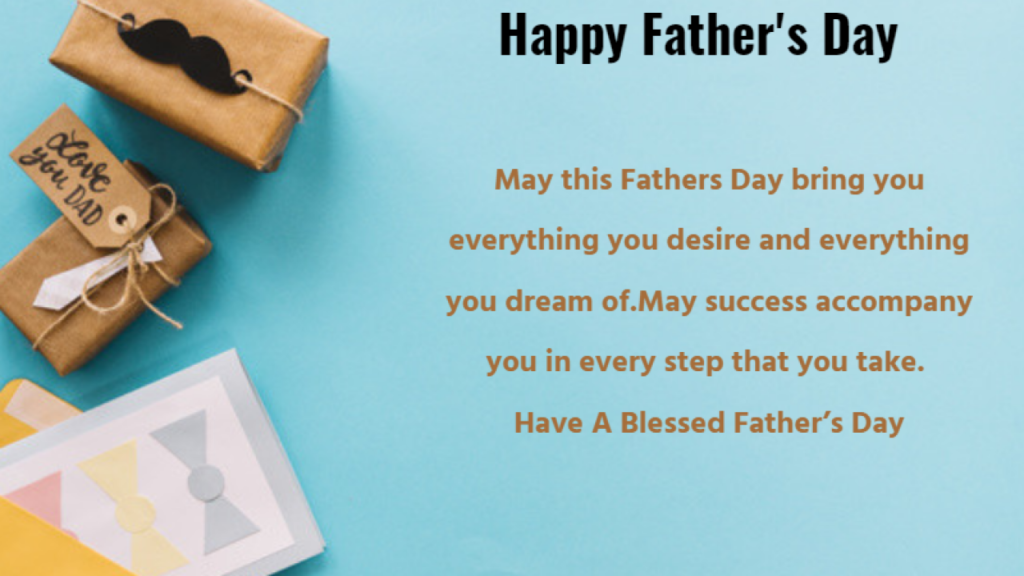 Happy Father's Day
Love
you DAD
May this Fathers Day bring you
everything you desire and everything
you dream of.May success accompany
you in every step that you take.
Have A Blessed Father’s Day